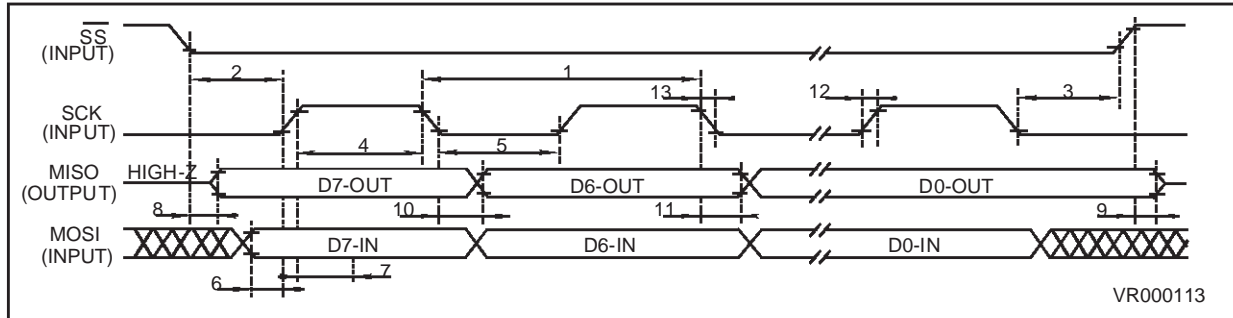 SS
(INPUT)
1
2
13
12
3
SCK
(INPUT)
4
5
MISO
(OUTPUT)
HIGH-Z
D7-OUT
D6-OUT
D0-OUT
8
10
11
9
MOSI
(INPUT)
D7-IN
D6-IN
D0-IN
7
6
VR000113